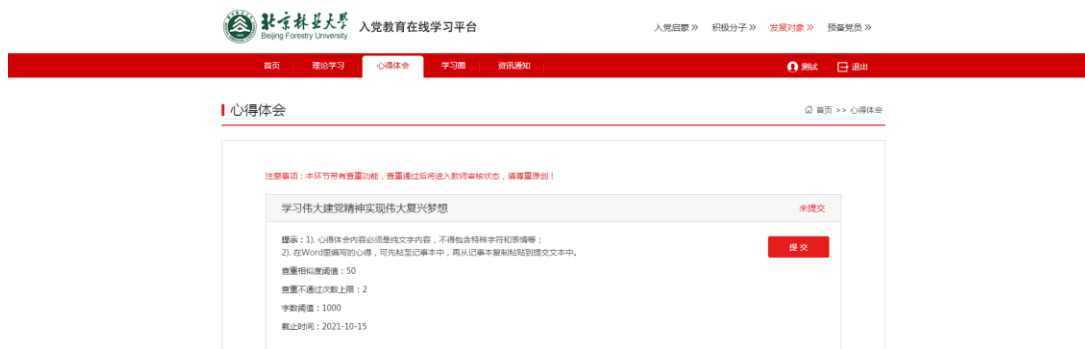 北京林业大学
Beijing Forestry University
入党教育在线学习平台
入党启蒙 » 积极分子 » 发展对象 » 预备党员 »
首页 理论学习 心得体会 学习圈 资讯通知 测试 退出
心得体会
首页 >> 心得体会
注意事项：本环节带有查重功能，查重通过后将进入教师审核状态，请尊重原创！
学习伟大建党精神实现伟大复兴梦想 未提交
提示：1). 心得体会内容必须是纯文字内容，不得包含特殊字符和表情等；
2). 在Word里编写的心得，可先粘至记事本中，再从记事本复制粘贴到提交文本中。
提 交
查重相似度阈值：50
查重不通过次数上限：2
字数阈值：1000
截止时间：2021-10-15